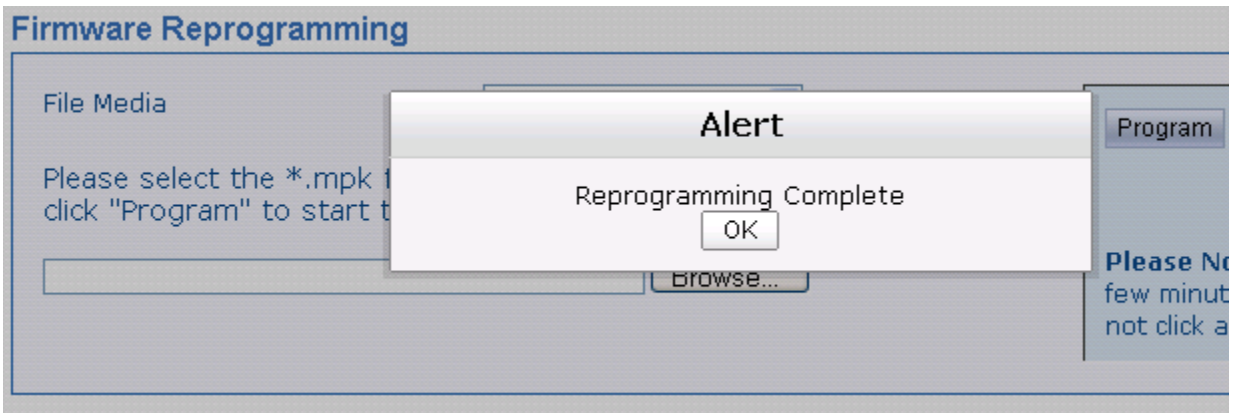 Firmware Reprogramming
File Media
Alert
Program
Please select the *.mpk
click "Program" to start
Reprogramming Complete
OK
Browse...
Please
few
not click